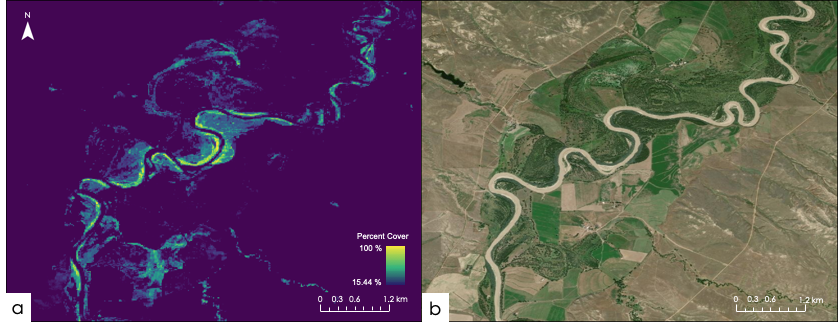 N
Percent Cover
100 %
15.44 %
0 0.3 0.6 1.2 km
a
0 0.3 0.6 1.2 km
b